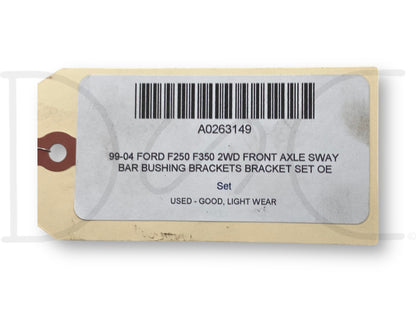 A0263149
99-04 FORD F250 F350 2WD FRONT AXLE SWAY
BAR BUSHING BRACKETS BRACKET SET OE
Set
USED - GOOD, LIGHT WEAR